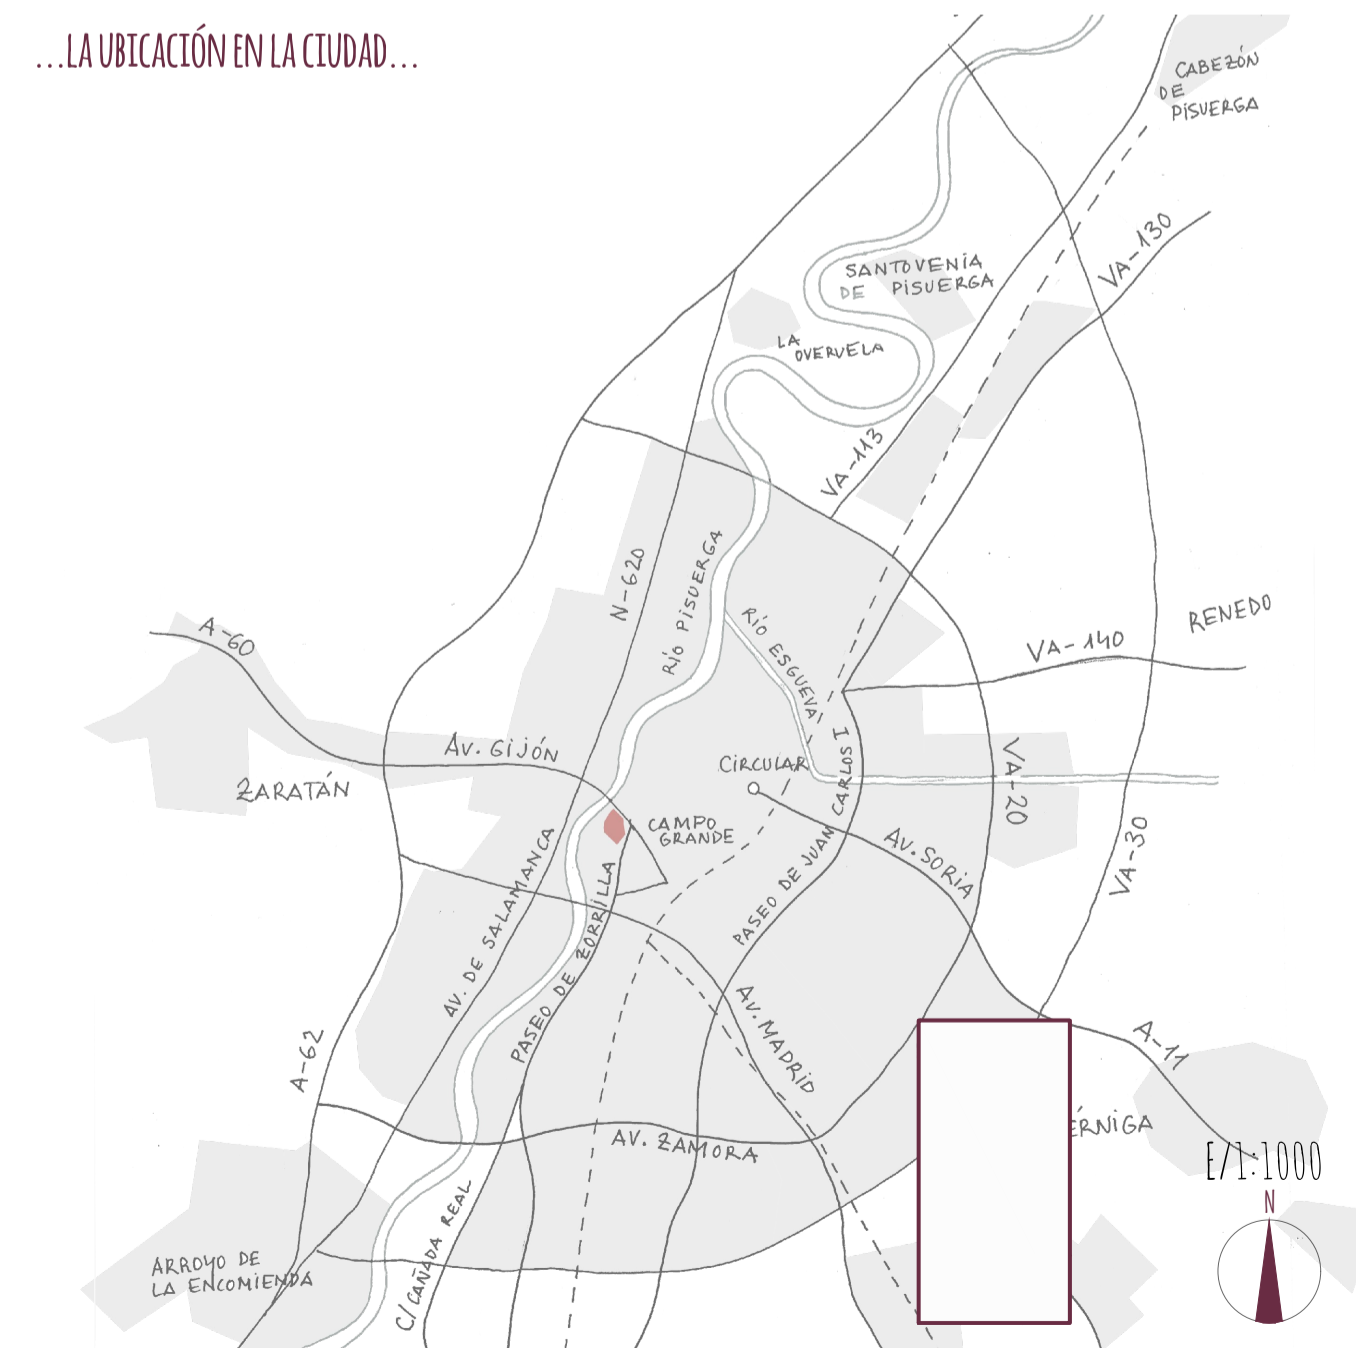 ...LA UBICACIÓN EN LA CIUDAD...
CABEZÓN
DE
PISUERGA
VA-130
SANTOVENIA
DE PISUERGA
LA
OVERUELA
VA-113
N-620
RÍO PISUERGA
RÍO ESGUEVA
RENEDO
VA-140
A-60
AV. GIJÓN
ZARATÁN
CIRCULAR
CAMPO
GRANDE
PASEO DE JUAN CARLOS I
VA-20
AV. SORIA
VA-30
AV. DE SALAMANCA
PASEO DE ZORRILLA
AV. MADRID
A-62
A-11
AV. ZAMORA
ÉRNIGA
E/1:1000
N
C/CAÑADA REAL
ARROYO DE
LA ENCOMIENDA